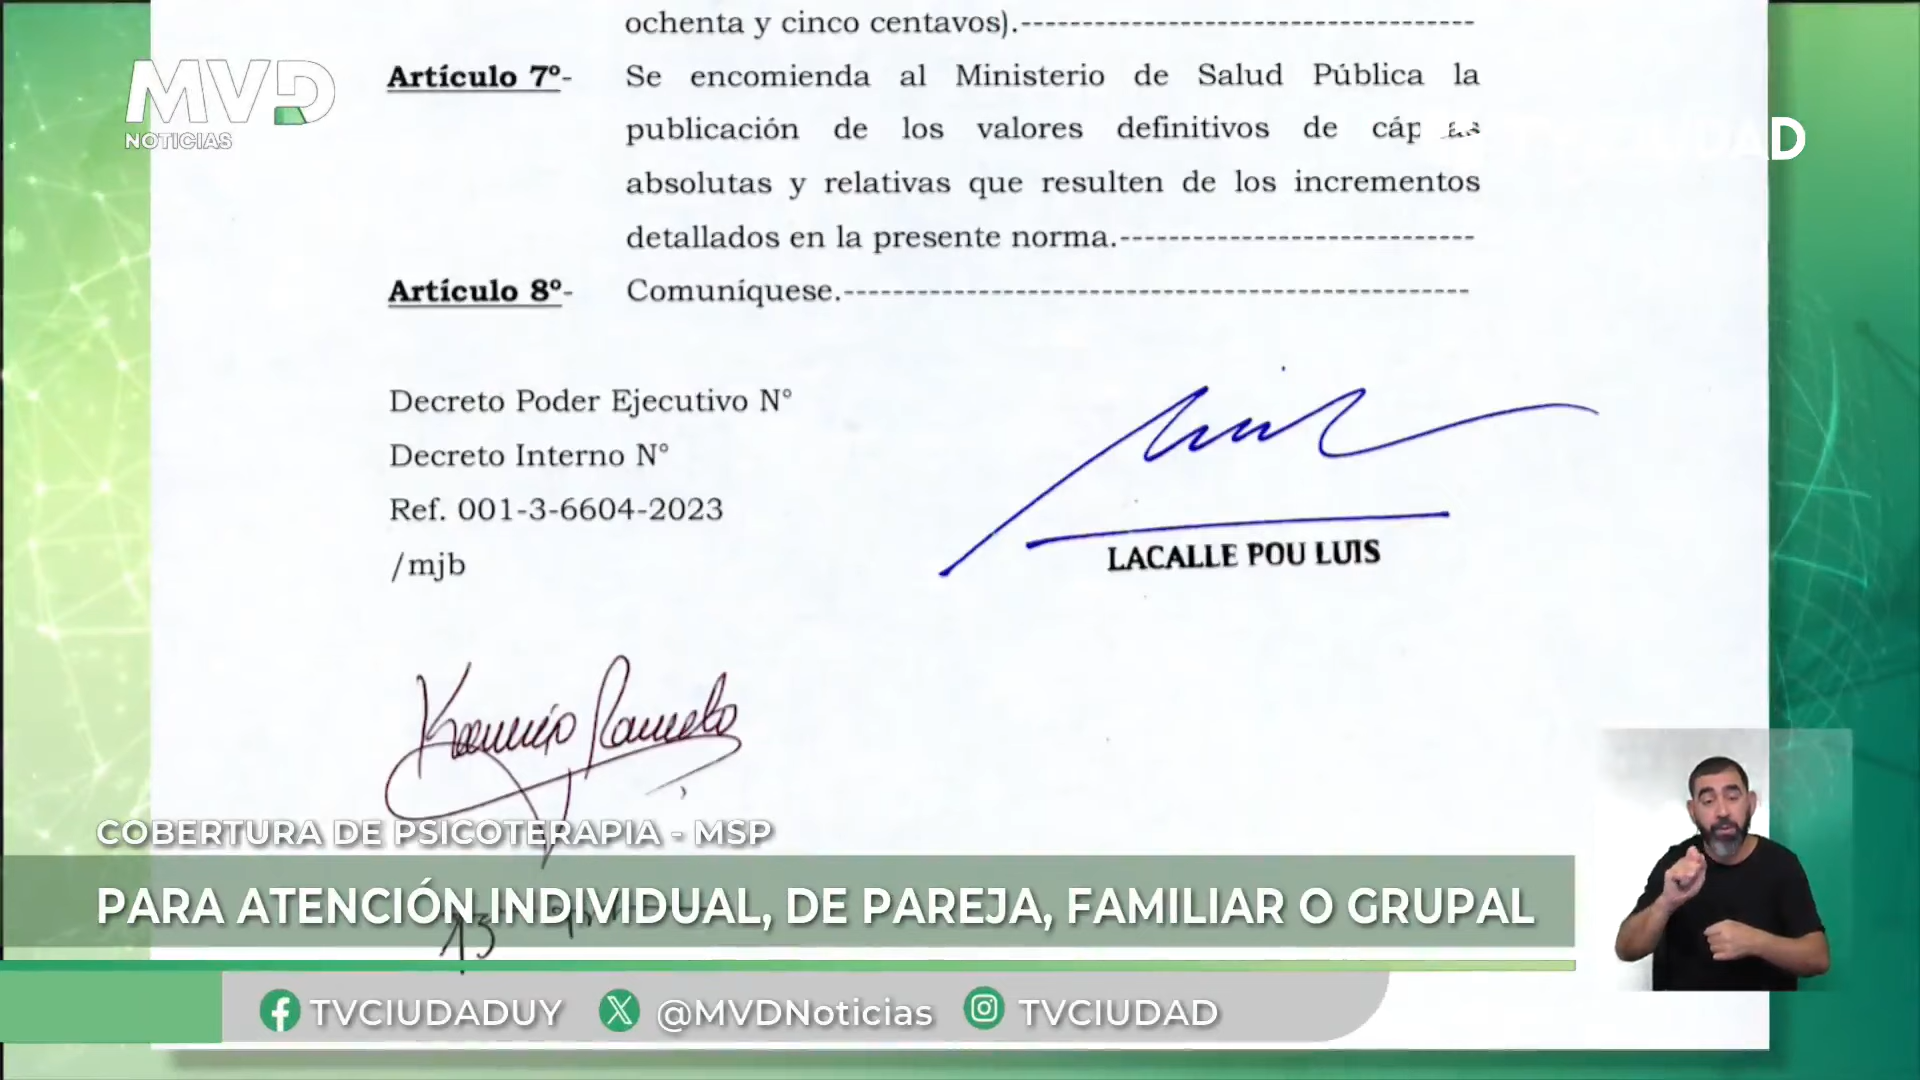 ochenta y cinco centavos).-------------------------------------
Artículo 7º- Se encomienda al Ministerio de Salud Pública la
publicación de los valores definitivos de
absolutas y relativas que resulten de los incrementos
detallados en la presente norma.-----------------------------
Artículo 8º- Comuníquese.---------------------------------------------------
MVD
NOTICIAS
Decreto Poder Ejecutivo N°
Decreto Interno N°
Ref. 001-3-6604-2023
/mjb
LACALLE POU LUIS
COBERTURA DE PSICOTERAPIA - MSP
PARA ATENCIÓN INDIVIDUAL, DE PAREJA, FAMILIAR O GRUPAL
13
TVCIUDADUY @MVDNoticias TVCIUDAD